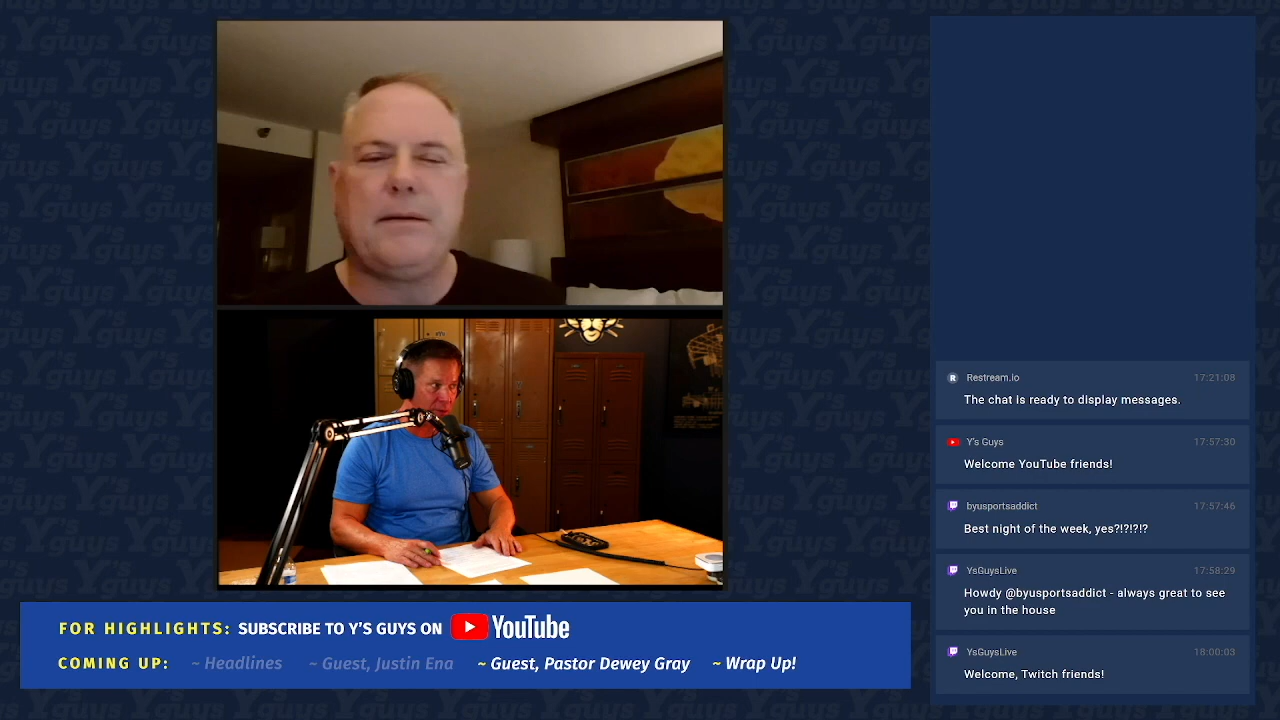 Restream.io 17:21:08
The chat is ready to display messages.
Y's Guys 17:57:30
Welcome YouTube friends!
byusportsaddict 17:57:46
Best night of the week, yes?!?!?!?
YsGuysLive 17:58:29
Howdy @byusportsaddict - always great to see
you in the house
YsGuysLive 18:00:03
Welcome, Twitch friends!
FOR HIGHLIGHTS: SUBSCRIBE TO Y'S GUYS ON YouTube
COMING UP: ~ Headlines ~ Guest, Justin Ena ~ Guest, Pastor Dewey Gray ~ Wrap Up!